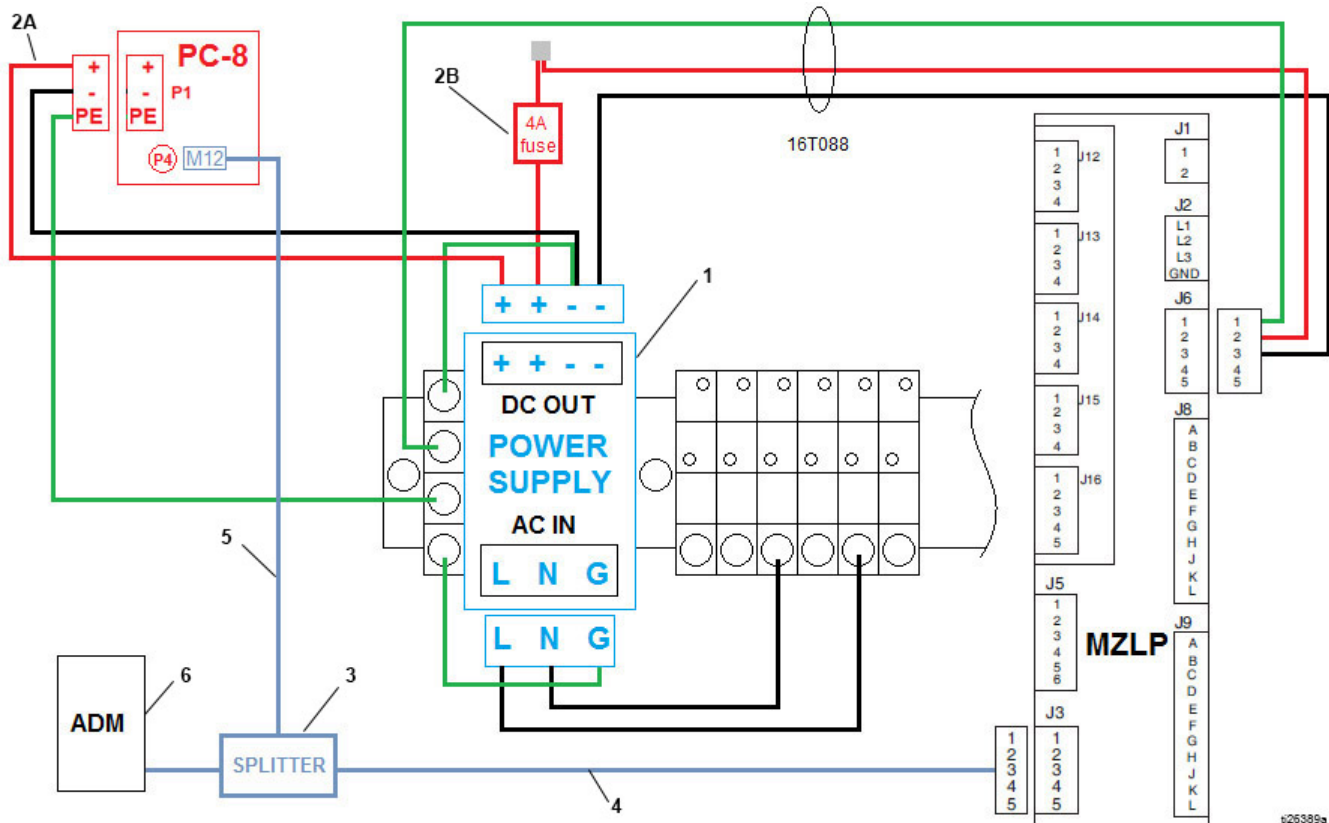 2A
PC-8
+
-
PE
+
-
PE
P1
P4
M12
2B
4A
fuse
16T088
1
+ + - -
+ + - -
DC OUT
POWER
SUPPLY
AC IN
L N G
L N G
5
6
ADM
3
SPLITTER
4
J12
1
2
3
4
J13
1
2
3
4
J14
1
2
3
4
J15
1
2
3
4
J16
1
2
3
4
5
J5
1
2
3
4
5
6
MZLP
J3
1
2
3
4
5
1
2
3
4
5
J1
1
2
J2
L1
L2
L3
GND
J6
1
2
3
4
5
1
2
3
4
5
J8
A
B
C
D
E
F
G
H
J
K
L
J9
A
B
C
D
E
F
G
H
J
K
L
ti26389a